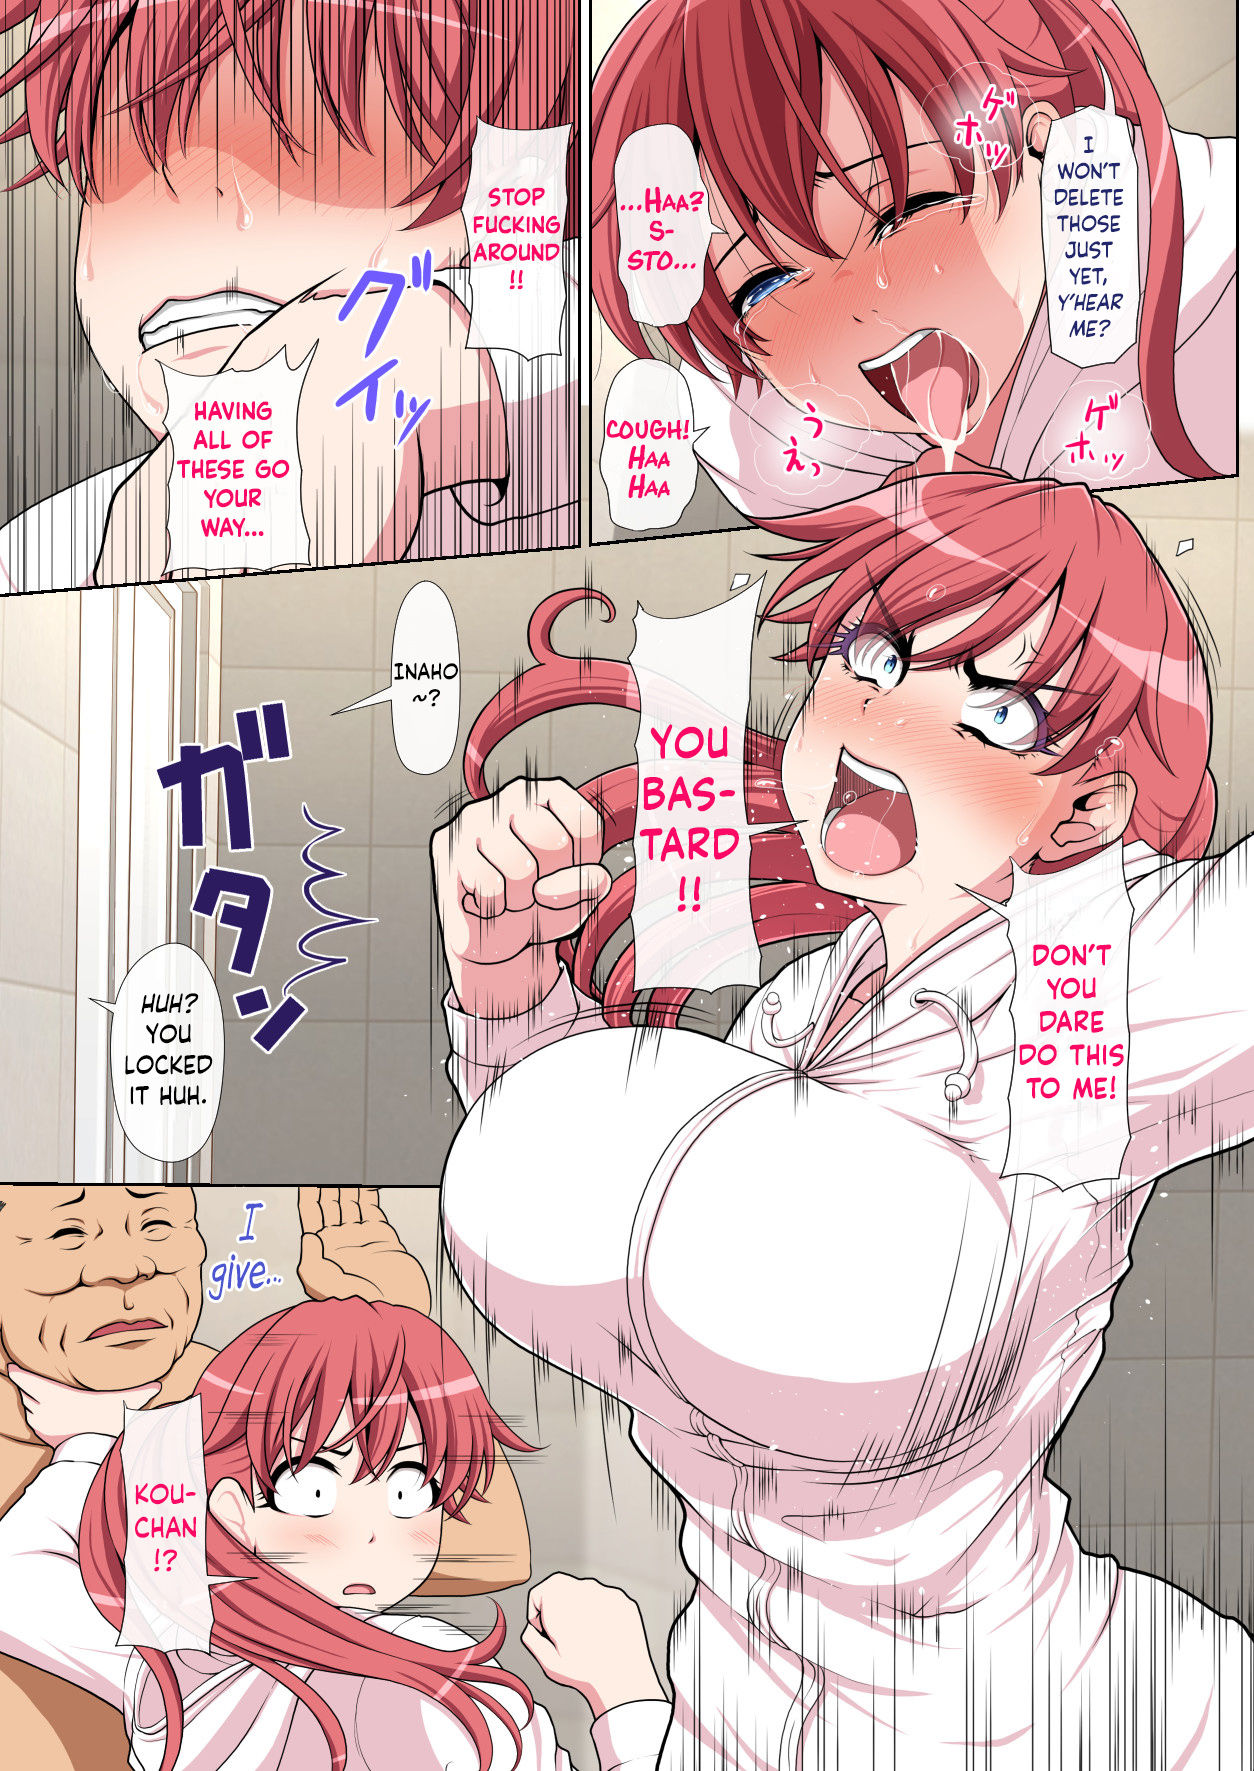 I
WON'T
DELETE
THOSE
JUST
YET,
Y'HEAR
ME?
ゲホッ
...HAA?
S-
STO...
COUGH!
HAA
HAA
うえっ
ゲホッ
STOP
FUCKING
AROUND
!!
グイッ
HAVING
ALL OF
THESE GO
YOUR
WAY...
YOU
BAS-
TARD
!!
DON'T
YOU
DARE
DO THIS
TO ME!
INAHO
~?
ガタン
HUH?
YOU
LOCKED
IT HUH.
I
give...
KOU-
CHAN
!?